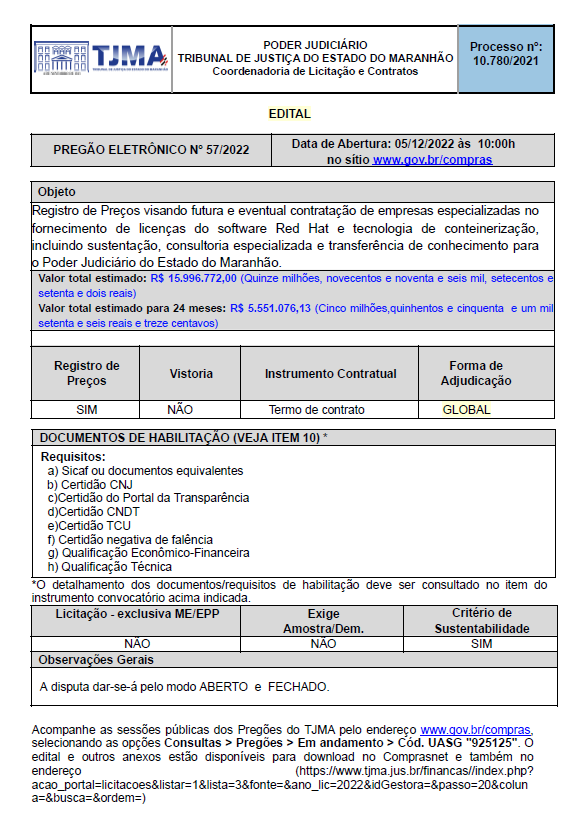 TJMA
TRIBUNAL DE JUSTIÇA DO ESTADO DO MARANHÃO
PODER JUDICIÁRIO
TRIBUNAL DE JUSTIÇA DO ESTADO DO MARANHÃO
Coordenadoria de Licitação e Contratos
Processo nº:
10.780/2021
EDITAL
PREGÃO ELETRÔNICO Nº 57/2022
Data de Abertura: 05/12/2022 às 10:00h
no sítio www.gov.br/compras
Objeto
Registro de Preços visando futura e eventual contratação de empresas especializadas no
fornecimento de licenças do software Red Hat e tecnologia de conteinerização,
incluindo sustentação, consultoria especializada e transferência de conhecimento para
o Poder Judiciário do Estado do Maranhão.
Valor total estimado: R$ 15.996.772,00 (Quinze milhões, novecentos e noventa e seis mil, setecentos e
setenta e dois reais)
Valor total estimado para 24 meses: R$ 5.551.076,13 (Cinco milhões,quinhentos e cinquenta e um mil
setenta e seis reais e treze centavos)
Registro de
Preços
Vistoria
Instrumento Contratual
Forma de
Adjudicação
SIM
NÃO
Termo de contrato
GLOBAL
DOCUMENTOS DE HABILITAÇÃO (VEJA ITEM 10) *
Requisitos:
a) Sicaf ou documentos equivalentes
b) Certidão CNJ
c)Certidão do Portal da Transparência
d)Certidão CNDT
e)Certidão TCU
f) Certidão negativa de falência
g) Qualificação Econômico-Financeira
h) Qualificação Técnica
*O detalhamento dos documentos/requisitos de habilitação deve ser consultado no item do
instrumento convocatório acima indicada.
Licitação - exclusiva ME/EPP
Exige
Amostra/Dem.
Critério de
Sustentabilidade
NÃO
NÃO
SIM
Observações Gerais
A disputa dar-se-á pelo modo ABERTO e FECHADO.
Acompanhe as sessões públicas dos Pregões do TJMA pelo endereço www.gov.br/compras,
selecionando as opções Consultas > Pregões > Em andamento > Cód. UASG "925125". O
edital e outros anexos estão disponíveis para download no Comprasnet e também no
endereço (https://www.tjma.jus.br/financas//index.php?
acao_portal=licitacoes&listar=1&lista=3&fonte=&ano_lic=2022&idGestora=&passo=20&colun
a=&busca=&ordem=)